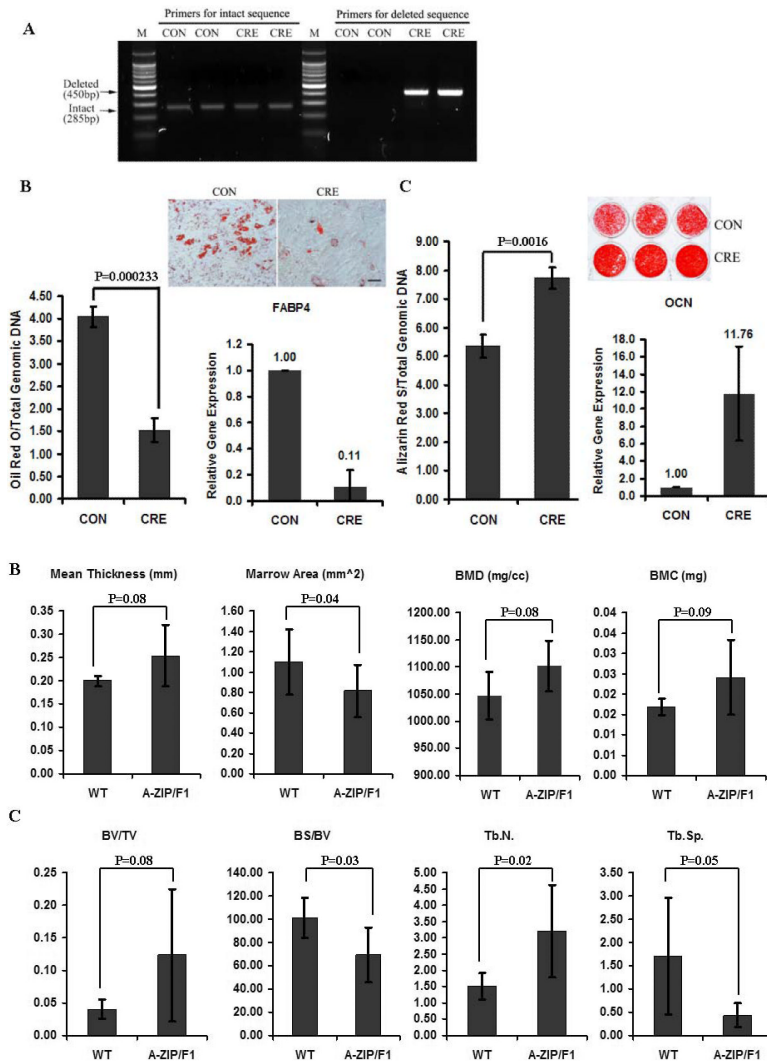 A
Primers for intact sequence
Primers for deleted sequence
M CON CON CRE CRE M CON CON CRE CRE
Deleted
(450bp)
Intact
(285bp)
B
CON CRE
P=0.000233
Oil Red O/Total Genomic DNA
4.50
4.00
3.50
3.00
2.50
2.00
1.50
1.00
0.50
0.00
CON CRE
FABP4
Relative Gene Expression
1.2
1.0
0.8
0.6
0.4
0.2
0.0
1.00
0.11
CON CRE
C
P=0.0016
Alizarin Red S/Total Genomic DNA
9.00
8.00
7.00
6.00
5.00
4.00
3.00
2.00
1.00
0.00
CON CRE
CON
CRE
OCN
Relative Gene Expression
18.0
16.0
14.0
12.0
10.0
8.0
6.0
4.0
2.0
0.0
1.00
11.76
CON CRE
B
Mean Thickness (mm)
P=0.08
0.35
0.30
0.25
0.20
0.15
0.10
0.05
0.00
WT A-ZIP/F1
Marrow Area (mm^2)
P=0.04
1.60
1.40
1.20
1.00
0.80
0.60
0.40
0.20
0.00
WT A-ZIP/F1
BMD (mg/cc)
P=0.08
1200.00
1150.00
1100.00
1050.00
1000.00
950.00
900.00
WT A-ZIP/F1
BMC (mg)
P=0.09
0.04
0.04
0.03
0.03
0.02
0.02
0.01
0.01
0.00
WT A-ZIP/F1
C
BV/TV
P=0.08
0.25
0.20
0.15
0.10
0.05
0.00
WT A-ZIP/F1
BS/BV
P=0.03
140.00
120.00
100.00
80.00
60.00
40.00
20.00
0.00
WT A-ZIP/F1
Tb.N.
P=0.02
5.00
4.50
4.00
3.50
3.00
2.50
2.00
1.50
1.00
0.50
0.00
WT A-ZIP/F1
Tb.Sp.
P=0.05
3.50
3.00
2.50
2.00
1.50
1.00
0.50
0.00
WT A-ZIP/F1